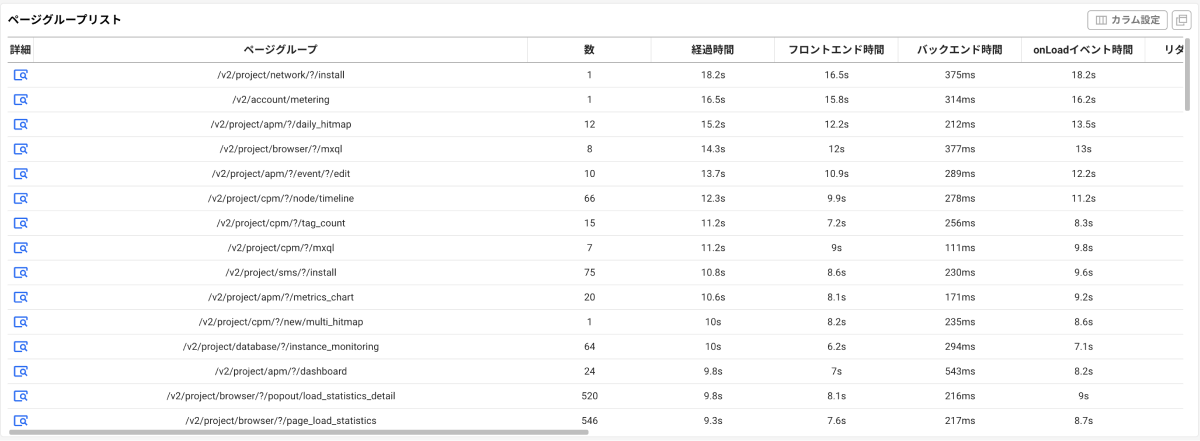 ページグループリスト
カラム設定
詳細 ページグループ 数 経過時間 フロントエンド時間 バックエンド時間 onLoadイベント時間 リダ
/v2/project/network/?/install 1 18.2s 16.5s 375ms 18.2s
/v2/account/metering 1 16.5s 15.8s 314ms 16.2s
/v2/project/apm/?/daily_hitmap 12 15.2s 12.2s 212ms 13.5s
/v2/project/browser/?/mxql 8 14.3s 12s 377ms 13s
/v2/project/apm/?/event/?/edit 10 13.7s 10.9s 289ms 12.2s
/v2/project/cpm/?/node/timeline 66 12.3s 9.9s 278ms 11.2s
/v2/project/cpm/?/tag_count 15 11.2s 7.2s 256ms 8.3s
/v2/project/cpm/?/mxql 7 11.2s 9s 111ms 9.8s
/v2/project/sms/?/install 75 10.8s 8.6s 230ms 9.6s
/v2/project/apm/?/metrics_chart 20 10.6s 8.1s 171ms 9.2s
/v2/project/cpm/?/new/multi_hitmap 1 10s 8.2s 235ms 8.6s
/v2/project/database/?/instance_monitoring 64 10s 6.2s 294ms 7.1s
/v2/project/apm/?/dashboard 24 9.8s 7s 543ms 8.2s
/v2/project/browser/?/popout/load_statistics_detail 520 9.8s 8.1s 216ms 9s
/v2/project/browser/?/page_load_statistics 546 9.3s 7.6s 217ms 8.7s